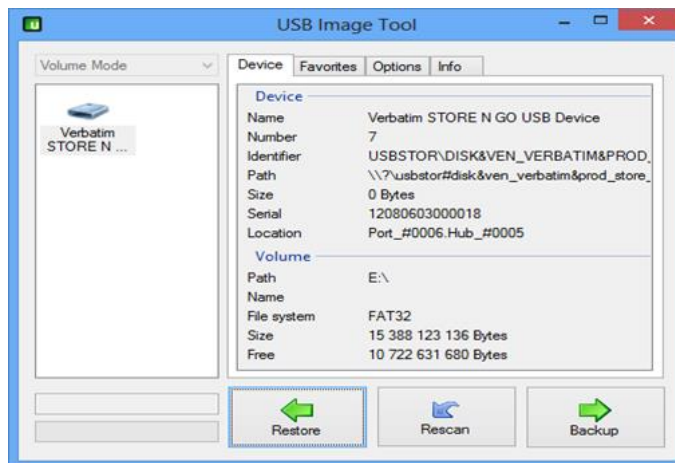 USB Image Tool
Volume Mode
Verbatim
STORE N ...
Device Favorites Options Info
Device
Name Verbatim STORE N GO USB Device
Number 7
Identifier USBSTOR\DISK&VEN_VERBATIM&PROD_
Path \\?\usbstor#disk&ven_verbatim&prod_store_
Size 0 Bytes
Serial 12080603000018
Location Port_#0006.Hub_#0005
Volume
Path E:\
Name
File system FAT32
Size 15 388 123 136 Bytes
Free 10 722 631 680 Bytes
Restore Rescan Backup